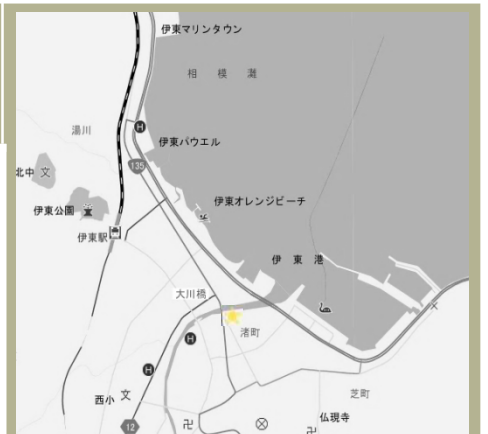 伊東マリンタウン
相模灘
湯川
H
伊東パウエル
135
北中 文
伊東オレンジビーチ
伊東公園
伊東駅
伊東港
大川橋
渚町
H
H
芝町
西小 文
仏現寺
12